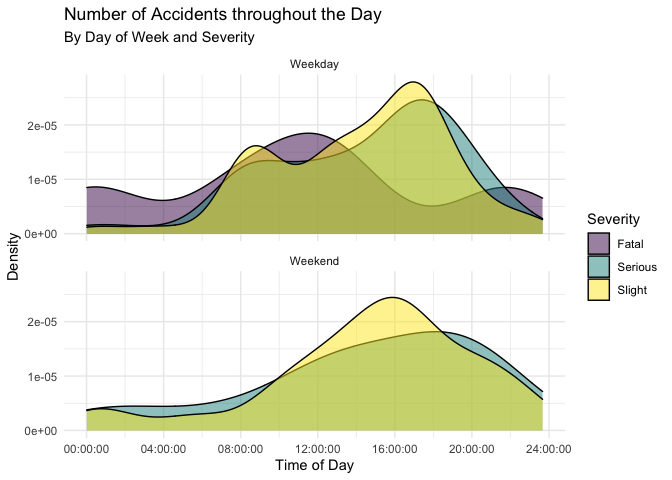 Number of Accidents throughout the Day
By Day of Week and Severity
Weekday
2e-05
1e-05
0e+00
Density
Weekend
2e-05
1e-05
0e+00
00:00:00 04:00:00 08:00:00 12:00:00 16:00:00 20:00:00 24:00:00
Time of Day
Severity
Fatal
Serious
Slight